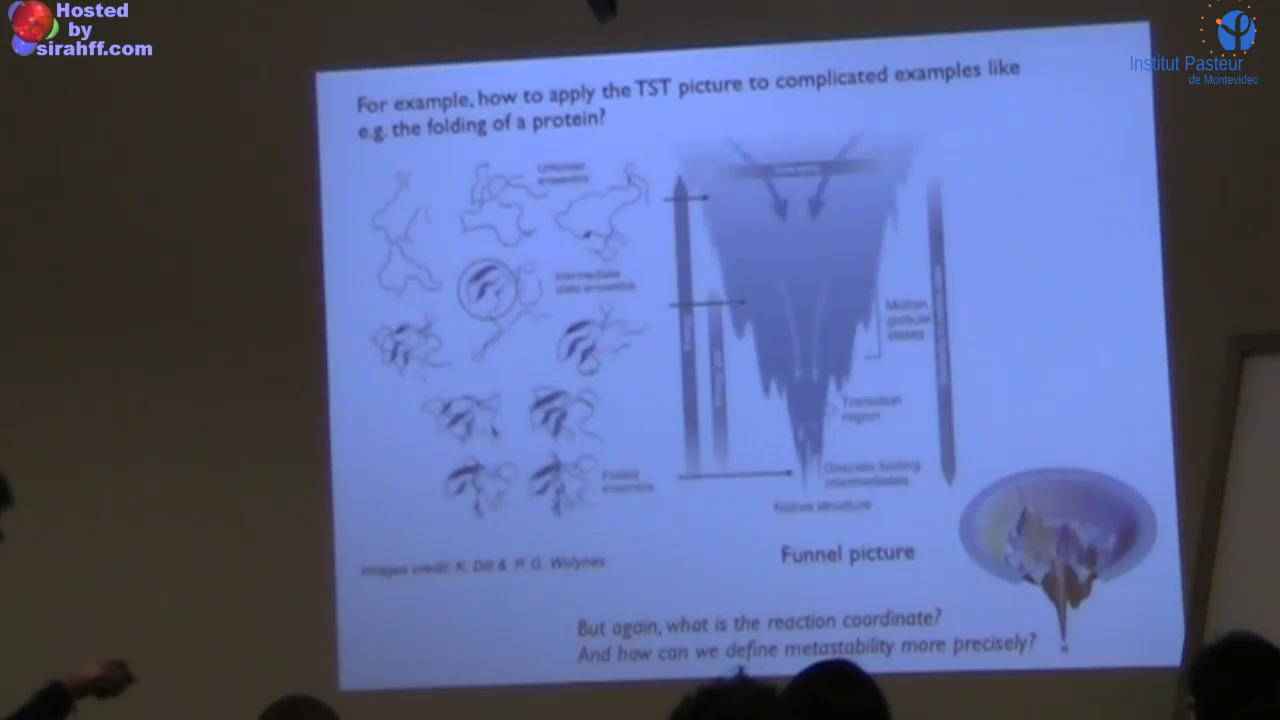 Hosted
by
sirahff.com
Institut Pasteur
de Montevideo
For example, how to apply the TST picture to complicated examples like
e.g. the folding of a protein?
Unfolded
ensemble
Intermediate
state ensemble
Molten
globule
states
Transition
region
Folded
ensemble
Discrete folding
intermediates
Native structure
Images credit: K. Dill & P. G. Wolynes
Funnel picture
But again, what is the reaction coordinate?
And how can we define metastability more precisely?